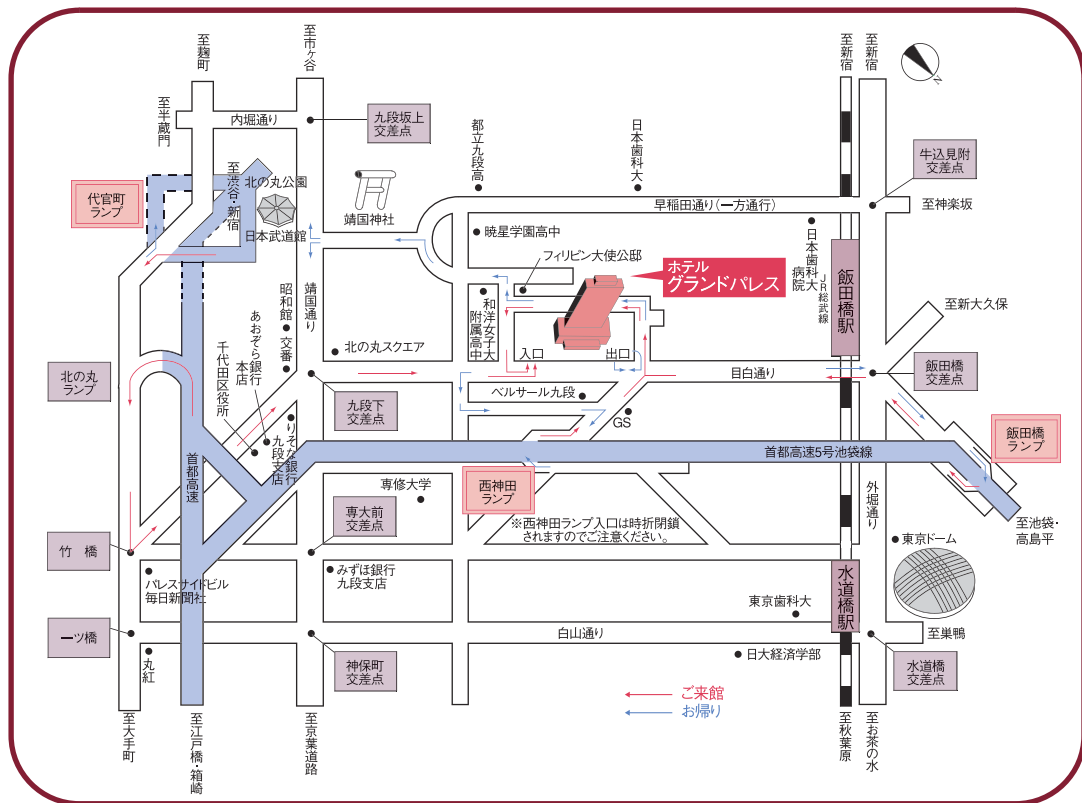 至麹町
至市ヶ谷
至新宿
至新宿
N
至半蔵門
内堀通り
九段坂上
交差点
都立九段高
日本歯科大
牛込見附
交差点
代官町
ランプ
至渋谷・新宿
北の丸公園
日本武道館
靖国神社
早稲田通り(一方通行)
至神楽坂
暁星学園高中
フィリピン大使公邸
日本歯科大
病院
JR総武線
飯田橋駅
ホテル
グランドパレス
昭和館
交番
靖国通り
和洋女子大
附属高中
至新大久保
あおぞら銀行
本店
千代田区役所
北の丸スクエア
入口
出口
北の丸
ランプ
九段下
交差点
目白通り
飯田橋
交差点
ベルサール九段
GS
りそな銀行
九段支店
首都高速
首都高速5号池袋線
飯田橋
ランプ
専修大学
西神田
ランプ
外堀通り
専大前
交差点
※西神田ランプ入口は時折閉鎖
されますのでご注意ください。
至池袋・
高島平
竹橋
東京ドーム
パレスサイドビル
毎日新聞社
みずほ銀行
九段支店
水道橋駅
東京歯科大
一ツ橋
白山通り
至巣鴨
丸紅
神保町
交差点
日大経済学部
水道橋
交差点
ご来館
お帰り
至大手町
至江戸橋・箱崎
至京葉道路
至秋葉原
至お茶の水